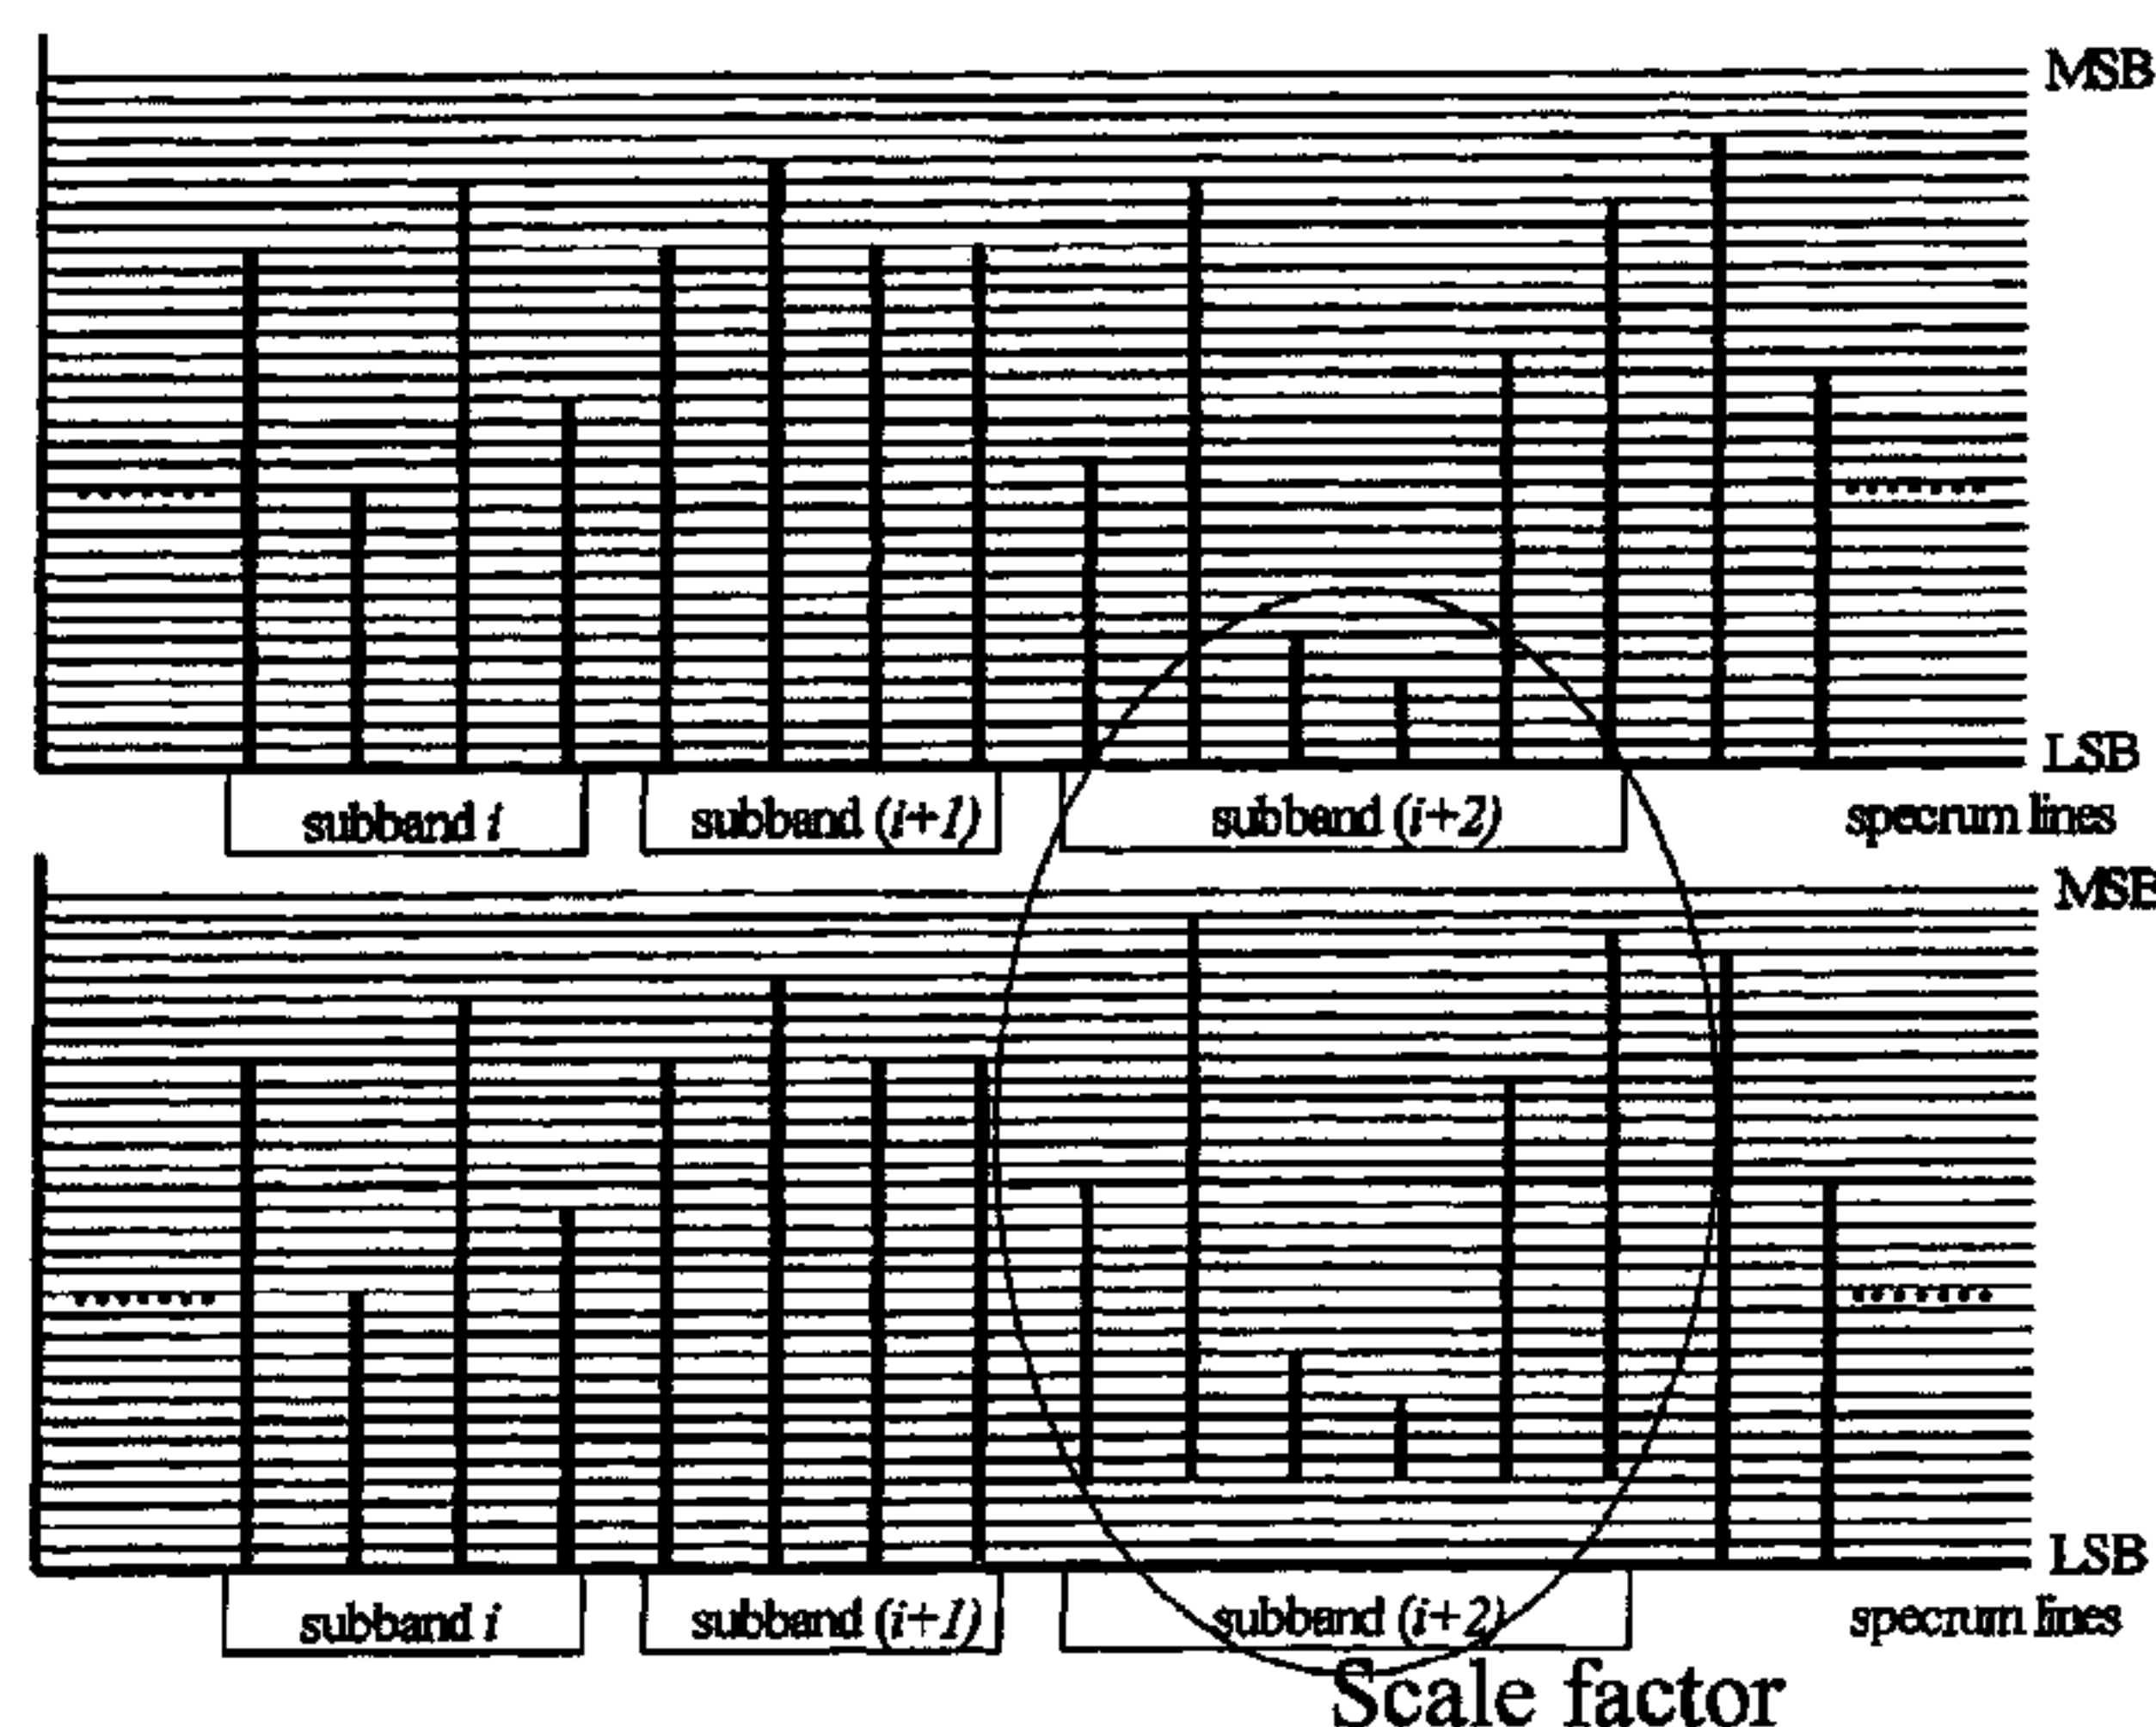 MSB
LSB
subband i subband (i+1) subband (i+2) specrum lines
MSB
LSB
subband i subband (i+1) subband (i+2) specrum lines
Scale factor